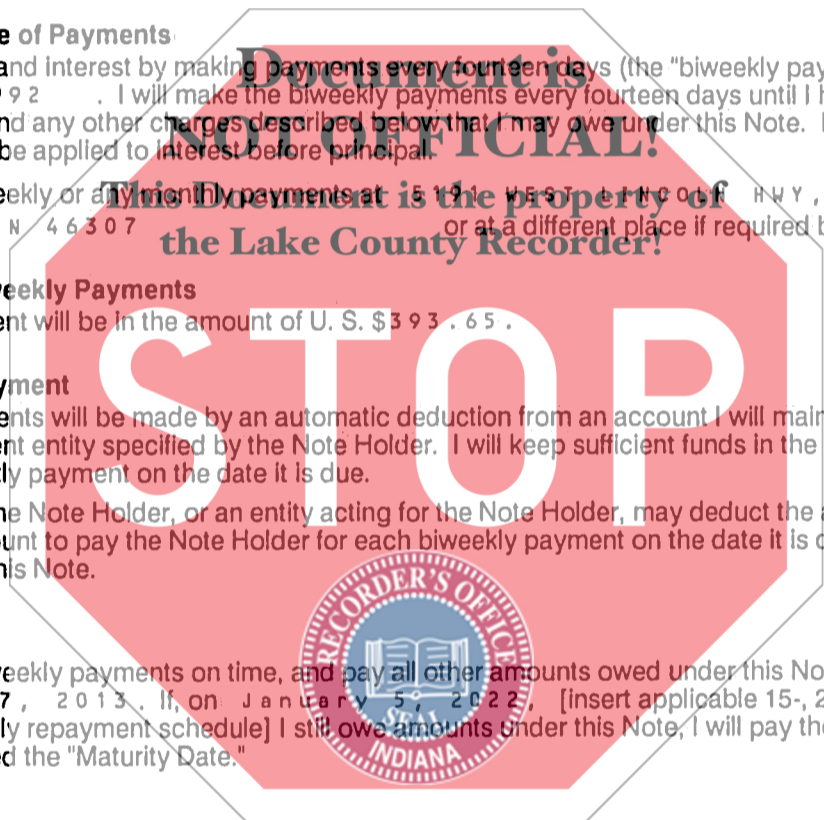 e of Payments
and interest by making payments every fourteen days (the "biweekly pay
92 . I will make the biweekly payments every fourteen days until I h
nd any other charges described below that I may owe under this Note. I
be applied to interest before principal.
eekly or any monthly payments at 5191 WEST LINCOLN HWY,
N 46307 or at a different place if required b
Document is
NOT OFFICIAL!
This Document is the property of
the Lake County Recorder!
eekly Payments
ent will be in the amount of U. S. $393.65.
yment
ents will be made by an automatic deduction from an account I will main
nt entity specified by the Note Holder. I will keep sufficient funds in the
ly payment on the date it is due.
he Note Holder, or an entity acting for the Note Holder, may deduct the a
unt to pay the Note Holder for each biweekly payment on the date it is d
his Note.
STOP
RECORDER'S OFFICE
SEAL
INDIANA
eekly payments on time, and pay all other amounts owed under this No
7, 2013. If, on January 5, 2022, [insert applicable 15-, 2
ly repayment schedule] I still owe amounts under this Note, I will pay th
d the "Maturity Date."